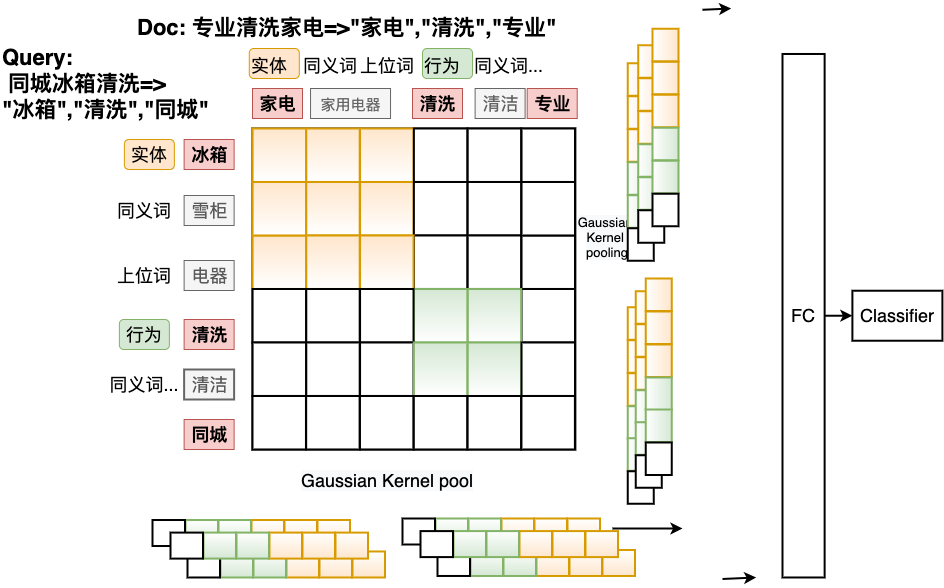 Doc: 专业清洗家电=>"家电","清洗","专业"
Query:
同城冰箱清洗=>
"冰箱","清洗","同城"
实体 同义词 上位词 行为 同义词...
家电 家用电器 清洗 清洁 专业
实体 冰箱
同义词 雪柜
上位词 电器
行为 清洗
同义词... 清洁
同城
Gaussian
Kernel
pooling
Gaussian Kernel pool
FC
Classifier